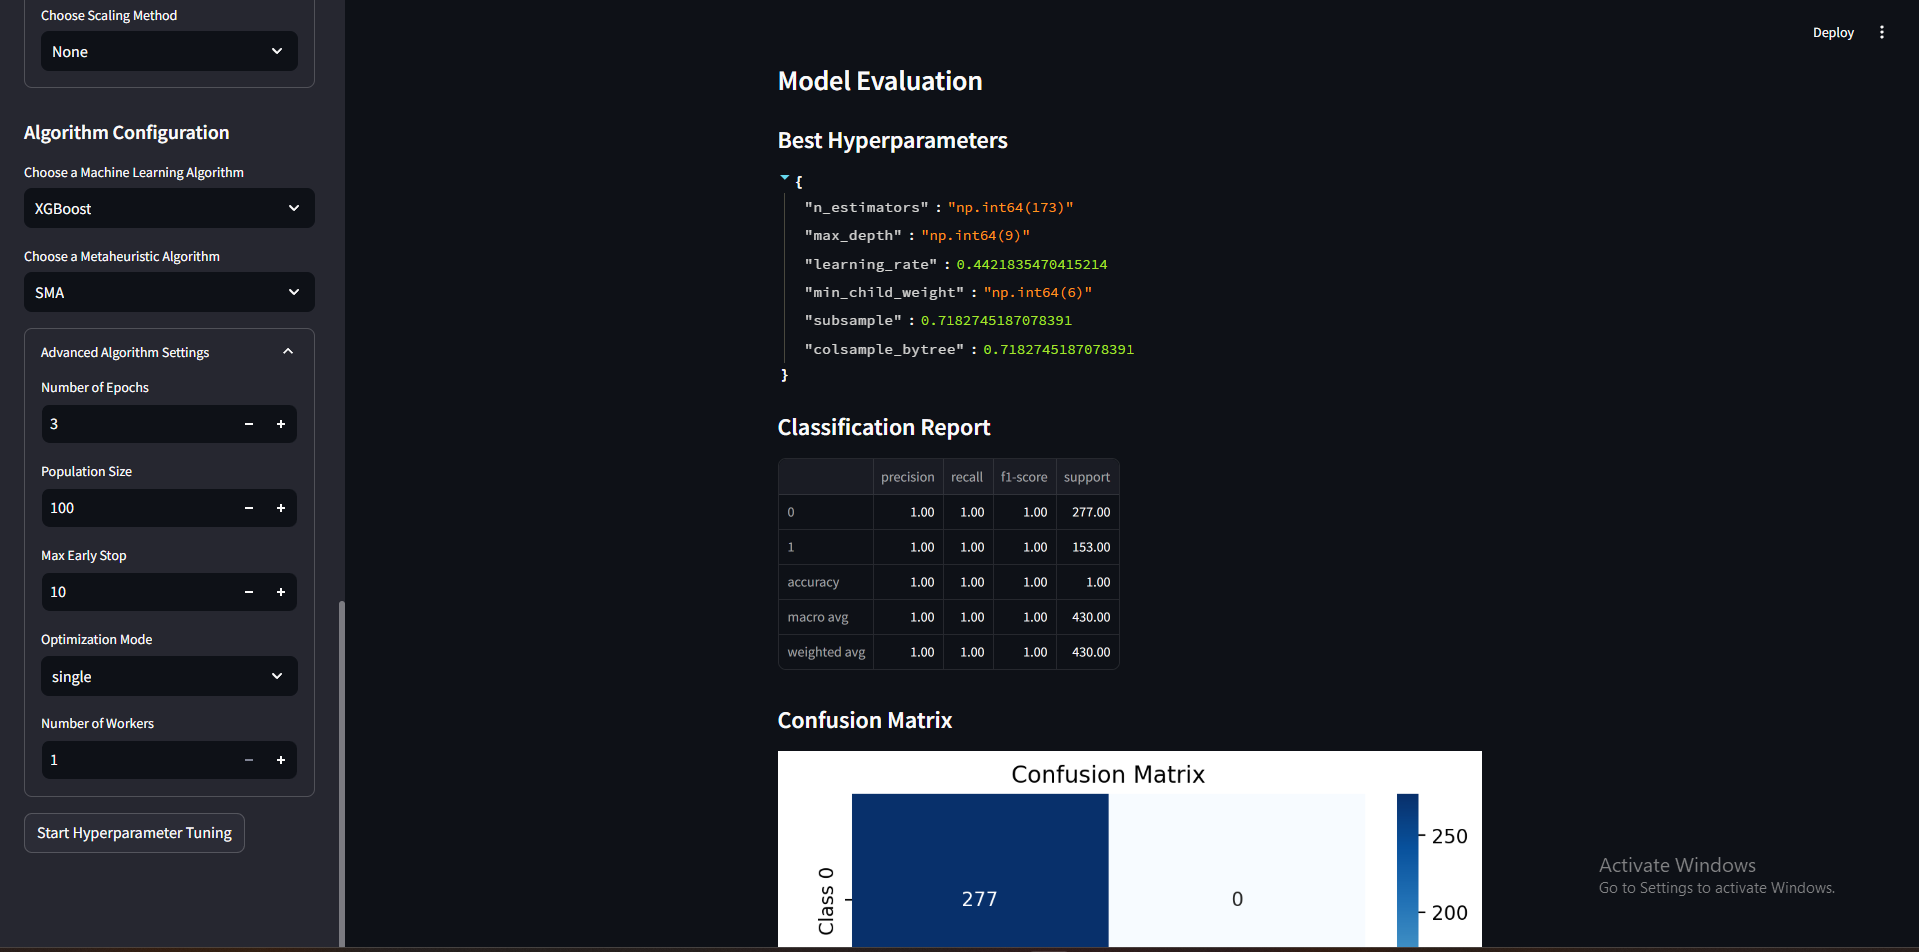 Choose Scaling Method
None
Algorithm Configuration
Choose a Machine Learning Algorithm
XGBoost
Choose a Metaheuristic Algorithm
SMA
Advanced Algorithm Settings
Number of Epochs
3
Population Size
100
Max Early Stop
10
Optimization Mode
single
Number of Workers
1
Start Hyperparameter Tuning
Deploy
Model Evaluation
Best Hyperparameters
{
"n_estimators" : "np.int64(173)"
"max_depth" : "np.int64(9)"
"learning_rate" : 0.4421835470415214
"min_child_weight" : "np.int64(6)"
"subsample" : 0.7182745187078391
"colsample_bytree" : 0.7182745187078391
}
Classification Report
precision recall f1-score support
0 1.00 1.00 1.00 277.00
1 1.00 1.00 1.00 153.00
accuracy 1.00 1.00 1.00 1.00
macro avg 1.00 1.00 1.00 430.00
weighted avg 1.00 1.00 1.00 430.00
Confusion Matrix
Confusion Matrix
Class 0
277 0
250
200
Activate Windows
Go to Settings to activate Windows.